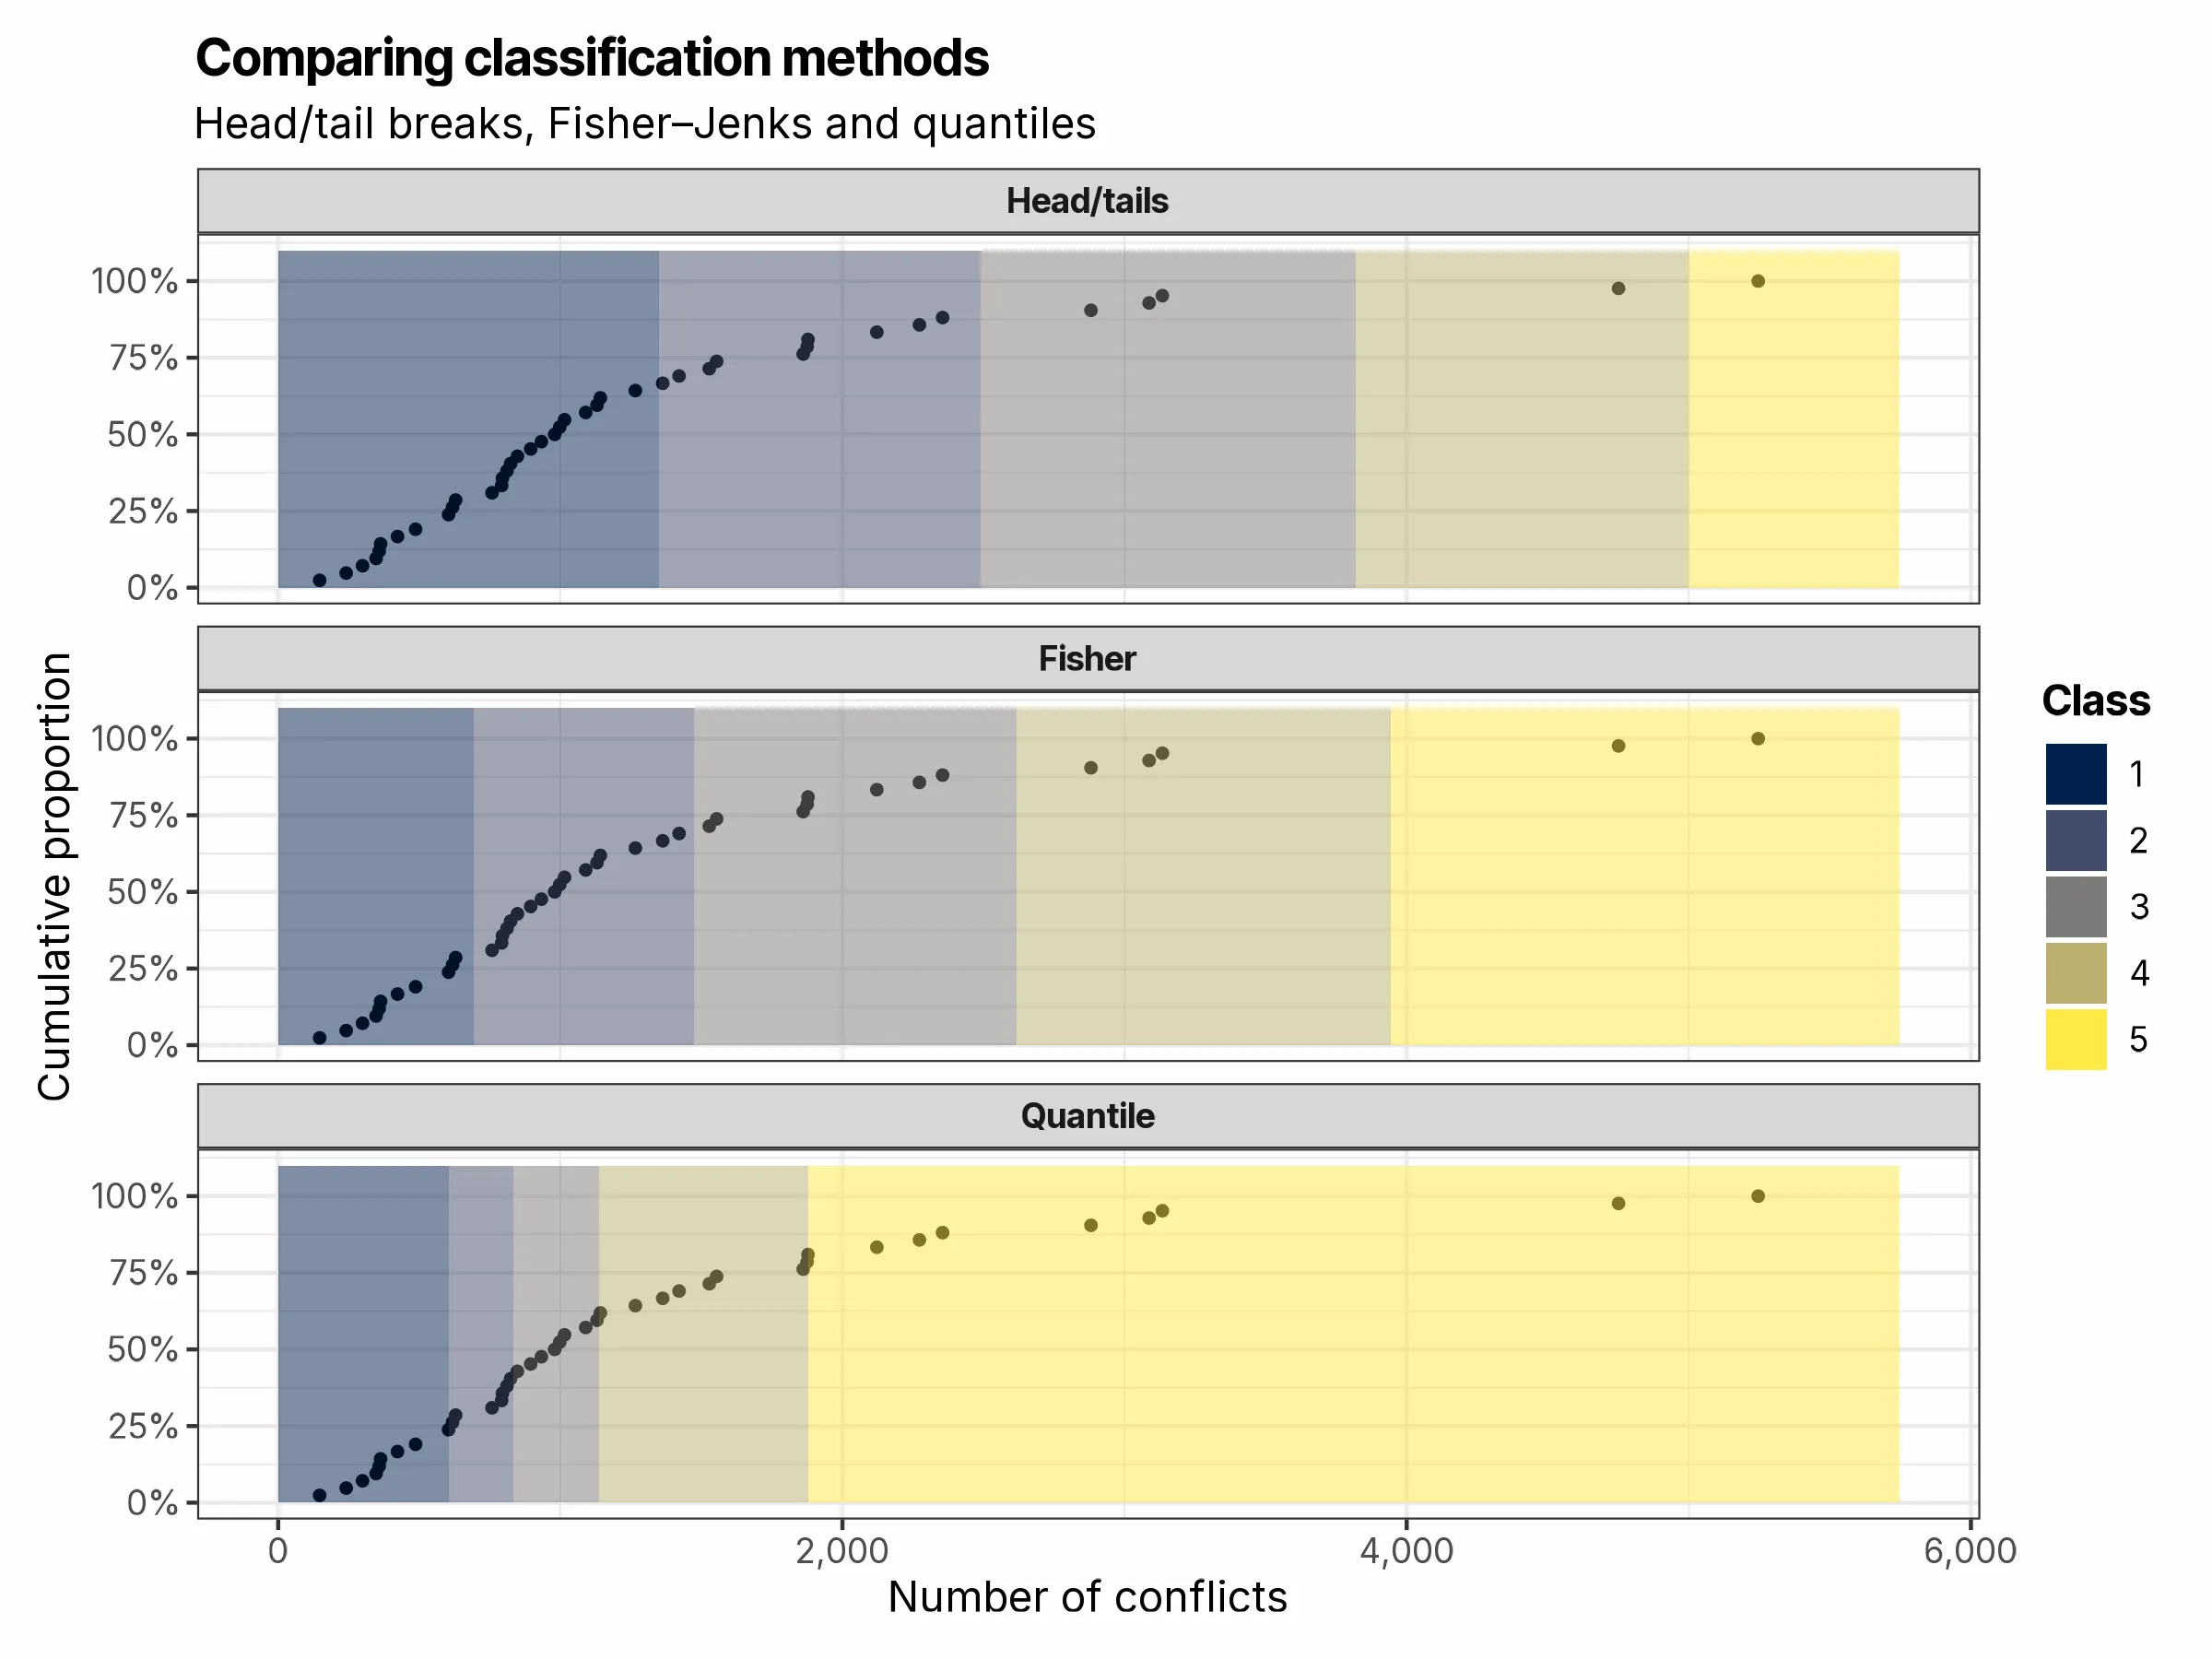 Comparing classification methods
Head/tail breaks, Fisher–Jenks and quantiles
Head/tails
100%
75%
50%
25%
0%
Fisher
100%
75%
50%
25%
0%
Quantile
100%
75%
50%
25%
0%
0 2,000 4,000 6,000
Number of conflicts
Cumulative proportion
Class
1
2
3
4
5